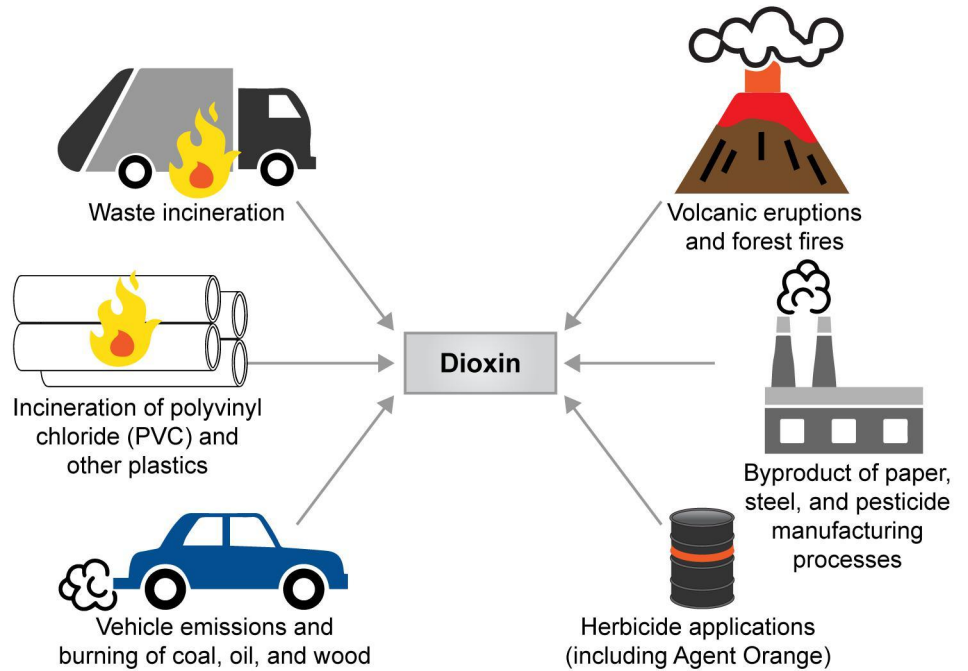 Waste incineration
Volcanic eruptions
and forest fires
Dioxin
Incineration of polyvinyl
chloride (PVC) and
other plastics
Byproduct of paper,
steel, and pesticide
manufacturing
processes
Vehicle emissions and
burning of coal, oil, and wood
Herbicide applications
(including Agent Orange)